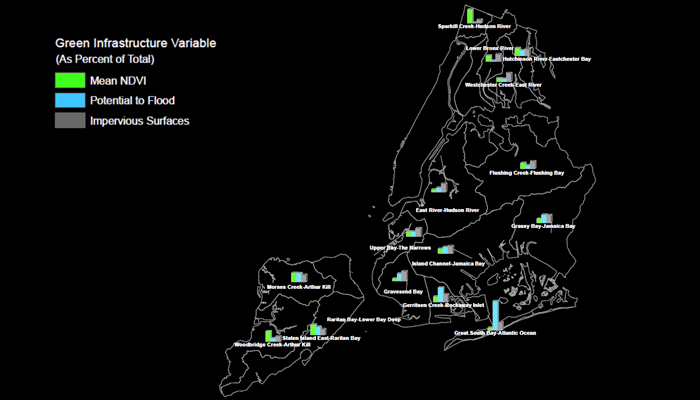 Green Infrastructure Variable
(As Percent of Total)
Mean NDVI
Potential to Flood
Impervious Surfaces
Sparkill Creek-Hudson River
Lower Bronx River
Hutchinson River-Eastchester Bay
Westchester Creek-East River
Flushing Creek-Flushing Bay
East River-Hudson River
Grassy Bay-Jamaica Bay
Upper Bay-The Narrows
Island Channel-Jamaica Bay
Morses Creek-Arthur Kill
Gravesend Bay
Gerritsen Creek-Rockaway Inlet
Raritan Bay-Lower Bay Deep
Great South Bay-Atlantic Ocean
Staten Island East-Raritan Bay
Woodbridge Creek-Arthur Kill